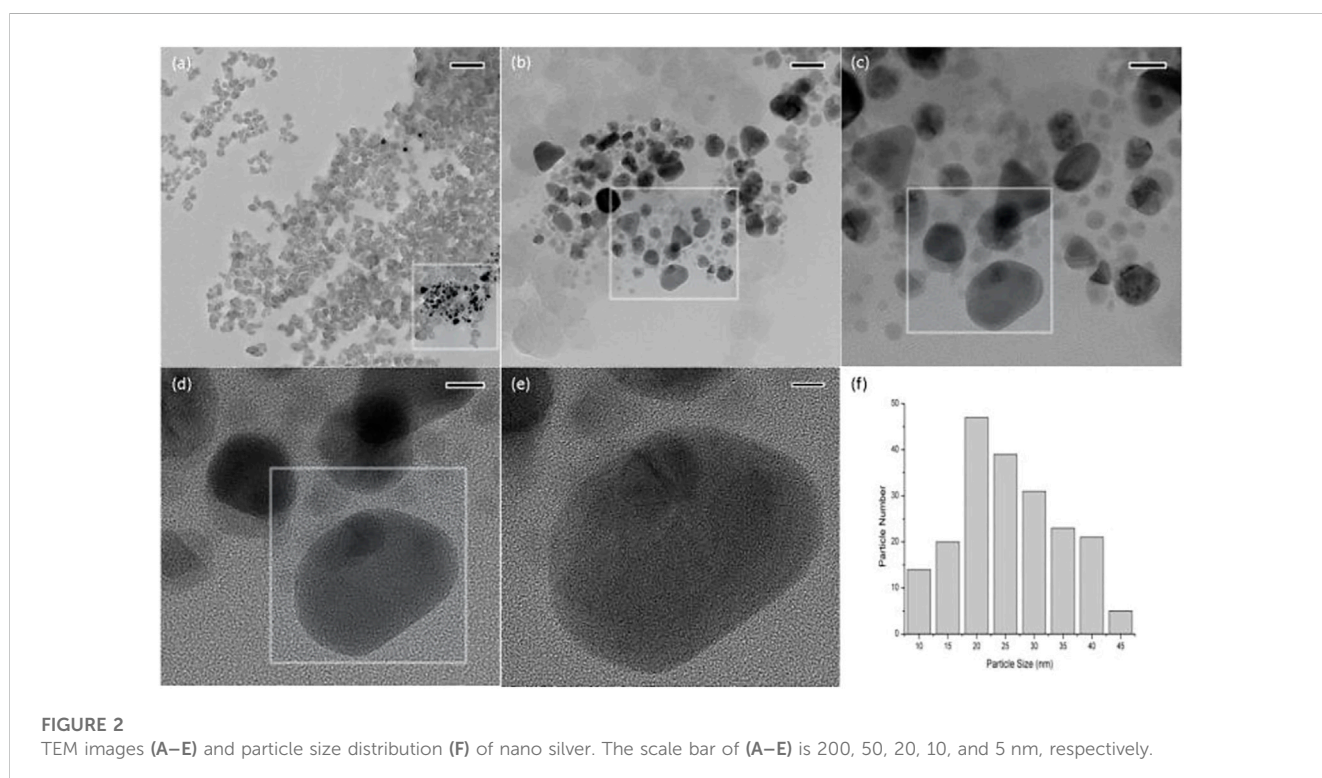 (a)
(b)
(c)
(d)
(e)
(f)
50
40
30
20
10
0
Particle Number
10 15 20 25 30 35 40 45
Particle Size (nm)
FIGURE 2
TEM images (A–E) and particle size distribution (F) of nano silver. The scale bar of (A–E) is 200, 50, 20, 10, and 5 nm, respectively.